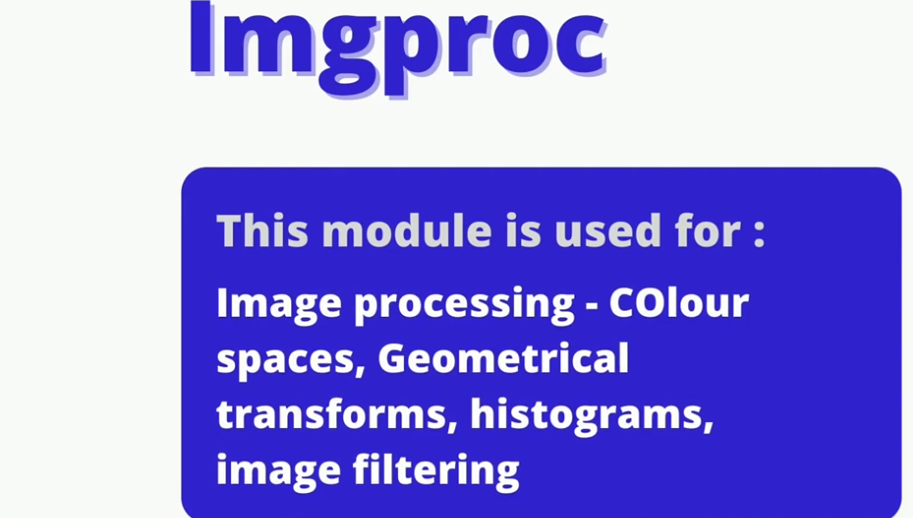 Imgproc
This module is used for :
Image processing - COlour
spaces, Geometrical
transforms, histograms,
image filtering